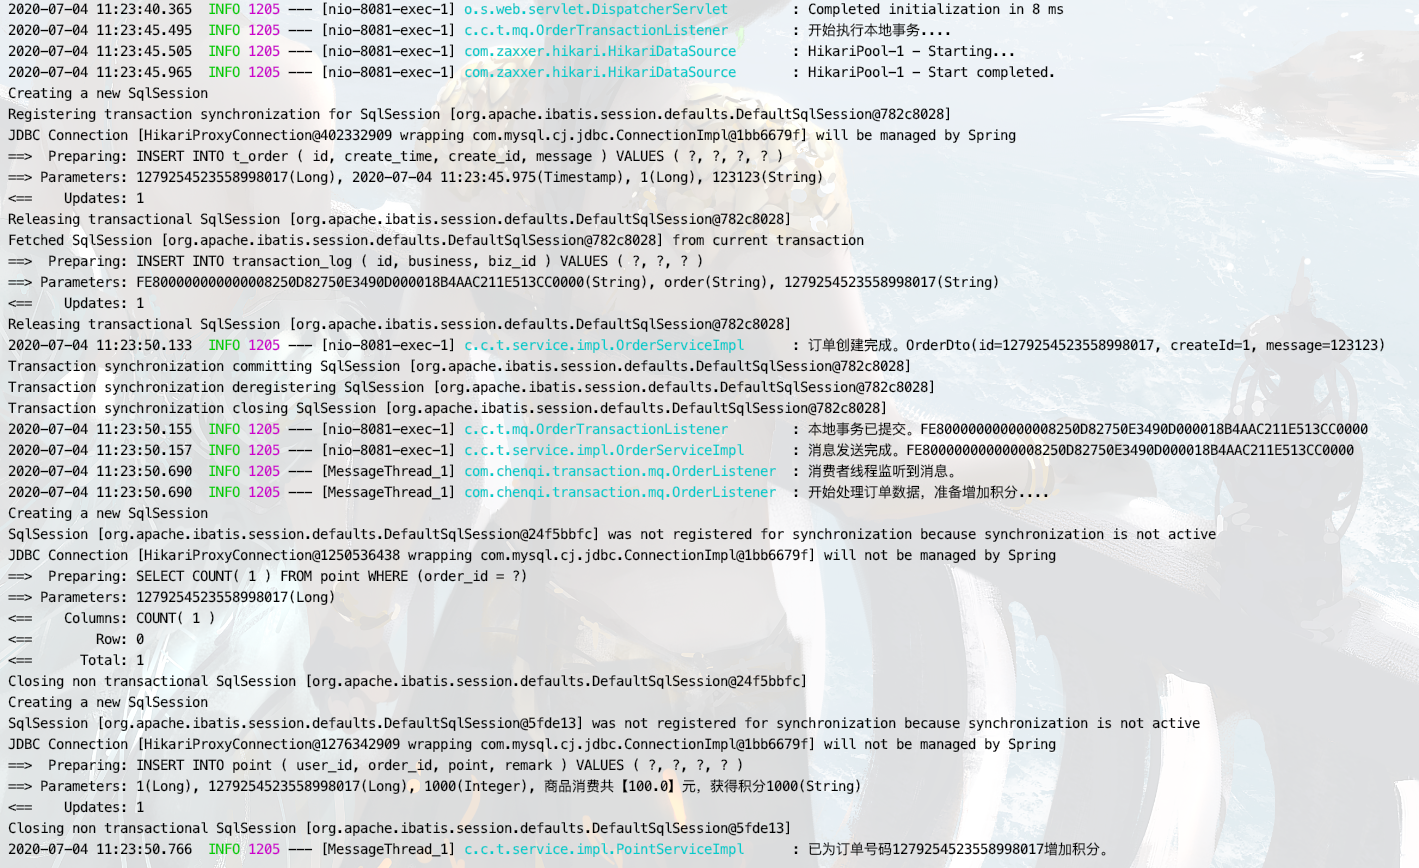 2020-07-04 11:23:40.365  INFO 1205 --- [nio-8081-exec-1] o.s.web.servlet.DispatcherServlet        : Completed initialization in 8 ms
2020-07-04 11:23:45.495  INFO 1205 --- [nio-8081-exec-1] c.c.t.mq.OrderTransactionListener        : 开始执行本地事务....
2020-07-04 11:23:45.505  INFO 1205 --- [nio-8081-exec-1] com.zaxxer.hikari.HikariDataSource       : HikariPool-1 - Starting...
2020-07-04 11:23:45.965  INFO 1205 --- [nio-8081-exec-1] com.zaxxer.hikari.HikariDataSource       : HikariPool-1 - Start completed.
Creating a new SqlSession
Registering transaction synchronization for SqlSession [org.apache.ibatis.session.defaults.DefaultSqlSession@782c8028]
JDBC Connection [HikariProxyConnection@402332909 wrapping com.mysql.cj.jdbc.ConnectionImpl@1bb6679f] will be managed by Spring
==>  Preparing: INSERT INTO t_order ( id, create_time, create_id, message ) VALUES ( ?, ?, ?, ? )
==> Parameters: 1279254523558998017(Long), 2020-07-04 11:23:45.975(Timestamp), 1(Long), 123123(String)
<==    Updates: 1
Releasing transactional SqlSession [org.apache.ibatis.session.defaults.DefaultSqlSession@782c8028]
Fetched SqlSession [org.apache.ibatis.session.defaults.DefaultSqlSession@782c8028] from current transaction
==>  Preparing: INSERT INTO transaction_log ( id, business, biz_id ) VALUES ( ?, ?, ? )
==> Parameters: FE800000000000008250D82750E3490D000018B4AAC211E513CC0000(String), order(String), 1279254523558998017(String)
<==    Updates: 1
Releasing transactional SqlSession [org.apache.ibatis.session.defaults.DefaultSqlSession@782c8028]
2020-07-04 11:23:50.133  INFO 1205 --- [nio-8081-exec-1] c.c.t.service.impl.OrderServiceImpl      : 订单创建完成。OrderDto(id=1279254523558998017, createId=1, message=123123)
Transaction synchronization committing SqlSession [org.apache.ibatis.session.defaults.DefaultSqlSession@782c8028]
Transaction synchronization deregistering SqlSession [org.apache.ibatis.session.defaults.DefaultSqlSession@782c8028]
Transaction synchronization closing SqlSession [org.apache.ibatis.session.defaults.DefaultSqlSession@782c8028]
2020-07-04 11:23:50.155  INFO 1205 --- [nio-8081-exec-1] c.c.t.mq.OrderTransactionListener        : 本地事务已提交。FE800000000000008250D82750E3490D000018B4AAC211E513CC0000
2020-07-04 11:23:50.157  INFO 1205 --- [nio-8081-exec-1] c.c.t.service.impl.OrderServiceImpl      : 消息发送完成。FE800000000000008250D82750E3490D000018B4AAC211E513CC0000
2020-07-04 11:23:50.690  INFO 1205 --- [MessageThread_1] com.chenqi.transaction.mq.OrderListener  : 消费者线程监听到消息。
2020-07-04 11:23:50.690  INFO 1205 --- [MessageThread_1] com.chenqi.transaction.mq.OrderListener  : 开始处理订单数据，准备增加积分....
Creating a new SqlSession
SqlSession [org.apache.ibatis.session.defaults.DefaultSqlSession@24f5bbfc] was not registered for synchronization because synchronization is not active
JDBC Connection [HikariProxyConnection@1250536438 wrapping com.mysql.cj.jdbc.ConnectionImpl@1bb6679f] will not be managed by Spring
==>  Preparing: SELECT COUNT( 1 ) FROM point WHERE (order_id = ?)
==> Parameters: 1279254523558998017(Long)
<==    Columns: COUNT( 1 )
<==        Row: 0
<==      Total: 1
Closing non transactional SqlSession [org.apache.ibatis.session.defaults.DefaultSqlSession@24f5bbfc]
Creating a new SqlSession
SqlSession [org.apache.ibatis.session.defaults.DefaultSqlSession@5fde13] was not registered for synchronization because synchronization is not active
JDBC Connection [HikariProxyConnection@1276342909 wrapping com.mysql.cj.jdbc.ConnectionImpl@1bb6679f] will not be managed by Spring
==>  Preparing: INSERT INTO point ( user_id, order_id, point, remark ) VALUES ( ?, ?, ?, ? )
==> Parameters: 1(Long), 1279254523558998017(Long), 1000(Integer), 商品消费共【100.0】元，获得积分1000(String)
<==    Updates: 1
Closing non transactional SqlSession [org.apache.ibatis.session.defaults.DefaultSqlSession@5fde13]
2020-07-04 11:23:50.766  INFO 1205 --- [MessageThread_1] c.c.t.service.impl.PointServiceImpl      : 已为订单号码1279254523558998017增加积分。